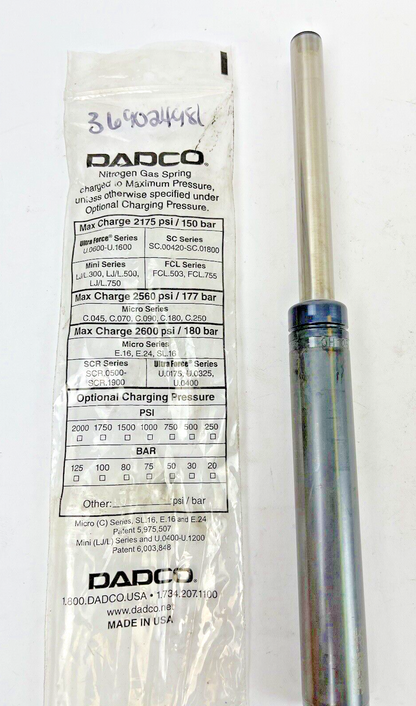 369024981
DADCO®
Nitrogen Gas Spring
charged to Maximum Pressure,
unless otherwise specified under
Optional Charging Pressure.
Max Charge 2175 psi / 150 bar
Ultra Force® Series
U.0600-U.1600
SC Series
SC.00420-SC.01800
Mini Series
LJ/L.300, LJ/L.500,
LJ/L.750
FCL Series
FCL.503, FCL.755
Max Charge 2560 psi / 177 bar
Micro Series
C.045, C.070, C.090, C.180, C.250
Max Charge 2600 psi / 180 bar
Micro Series
E.16, E.24, SL.16
SCR Series
SCR.0500-
SCR.1900
Ultra Force® Series
U.0175, U.0325,
U.0400
Optional Charging Pressure
PSI
2000 1750 1500 1000 750 500 250
BAR
125 100 80 75 50 30 20
Other: psi / bar
Micro (C) Series, SL.16, E.16 and E.24
Patent 5,975,507
Mini (LJ/L) Series and U.0400-U.1200
Patent 6,003,848
DADCO®
1.800.DADCO.USA • 1.734.207.1100
www.dadco.net
MADE IN USA